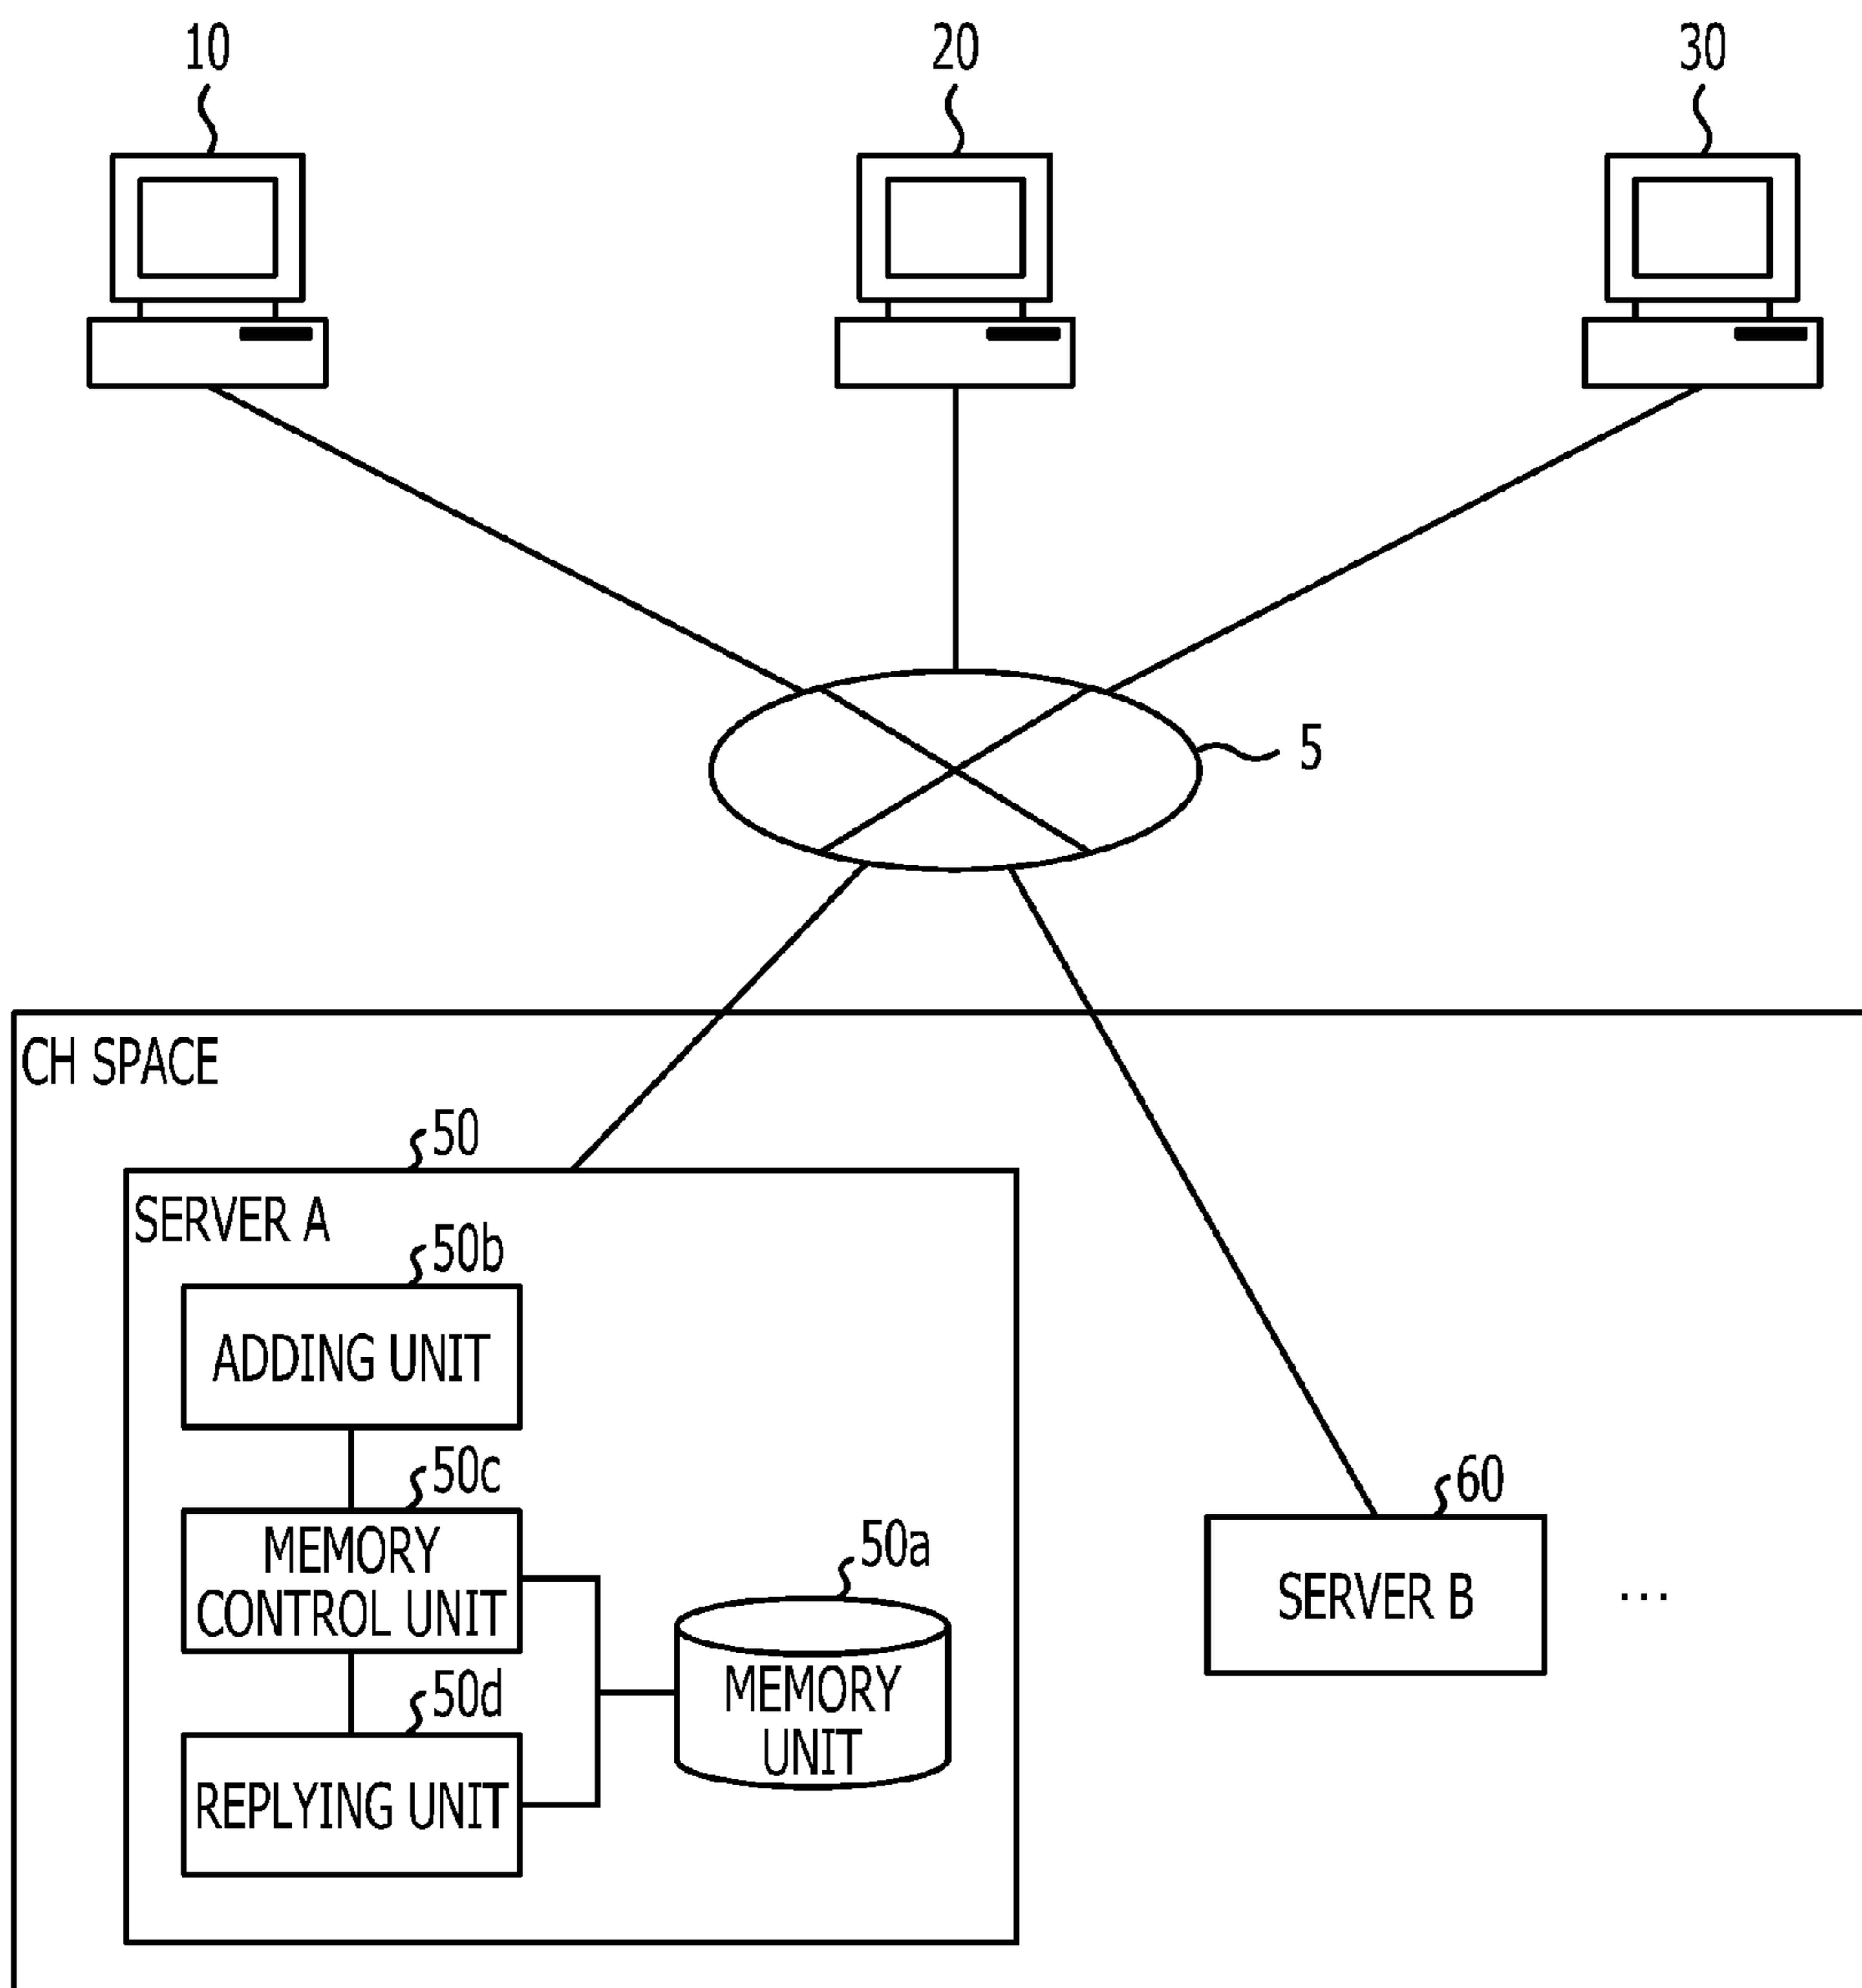 10
20
30
5
CH SPACE
50
SERVER A
50b
ADDING UNIT
50c
MEMORY
CONTROL UNIT
50a
MEMORY
UNIT
50d
REPLYING UNIT
60
SERVER B
...